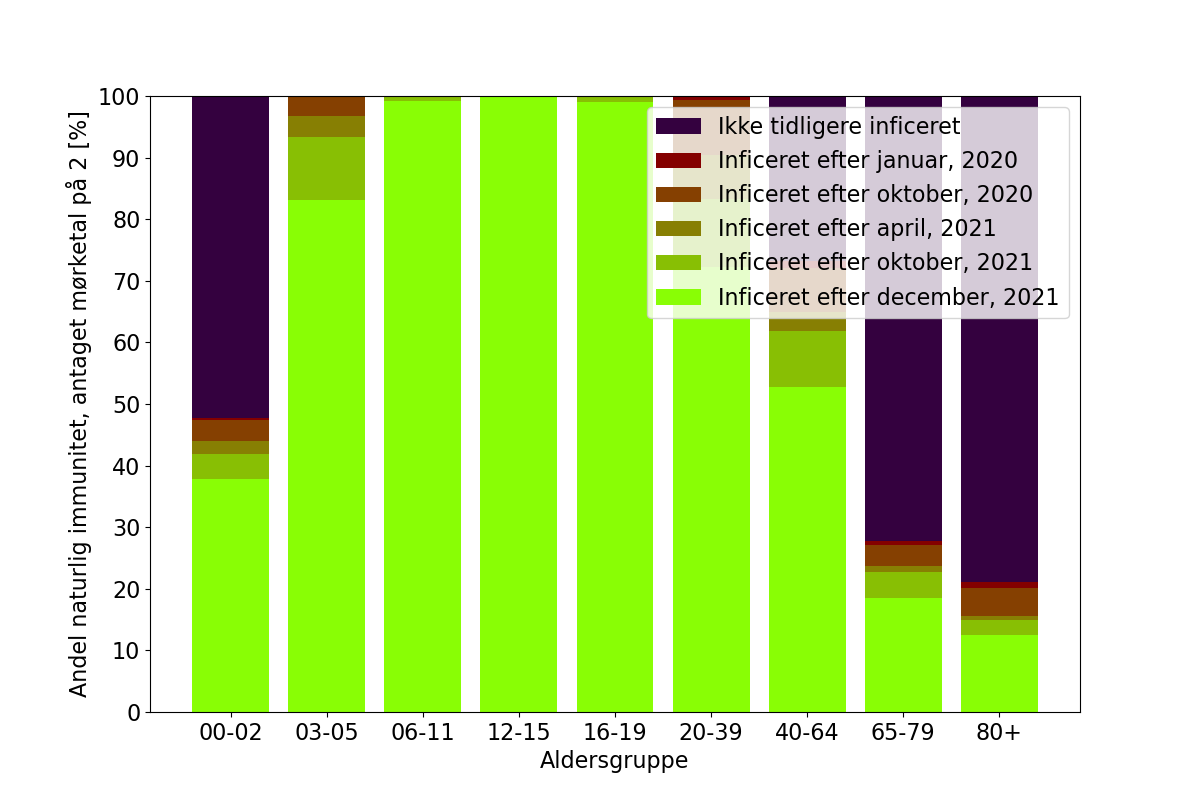 Andel naturlig immunitet, antaget mørketal på 2 [%]
100
90
80
70
60
50
40
30
20
10
0
Ikke tidligere inficeret
Inficeret efter januar, 2020
Inficeret efter oktober, 2020
Inficeret efter april, 2021
Inficeret efter oktober, 2021
Inficeret efter december, 2021
00-02 03-05 06-11 12-15 16-19 20-39 40-64 65-79 80+
Aldersgruppe